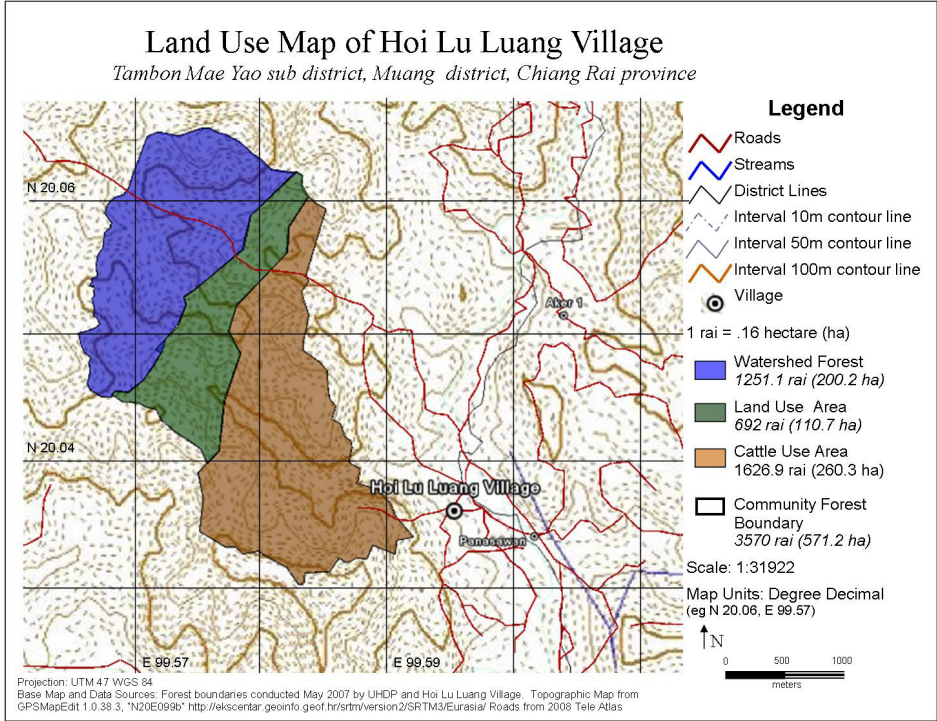 Land Use Map of Hoi Lu Luang Village
Tambon Mae Yao sub district, Muang district, Chiang Rai province
N 20.06
Aker 1
N 20.04
Hoi Lu Luang Village
Panasawan
E 99.57
E 99.59
Legend
Roads
Streams
District Lines
Interval 10m contour line
Interval 50m contour line
Interval 100m contour line
Village
1 rai = .16 hectare (ha)
Watershed Forest
1251.1 rai (200.2 ha)
Land Use Area
692 rai (110.7 ha)
Cattle Use Area
1626.9 rai (260.3 ha)
Community Forest
Boundary
3570 rai (571.2 ha)
Scale: 1:31922
Map Units: Degree Decimal
(eg N 20.06, E 99.57)
N
0 500 1000
meters
Projection: UTM 47 WGS 84
Base Map and Data Sources: Forest boundaries conducted May 2007 by UHDP and Hoi Lu Luang Village. Topographic Map from
GPSMapEdit 1.0.38.3, "N20E099b" http://ekscentar.geoinfo.geof.hr/srtm/version2/SRTM3/Eurasia/ Roads from 2008 Tele Atlas